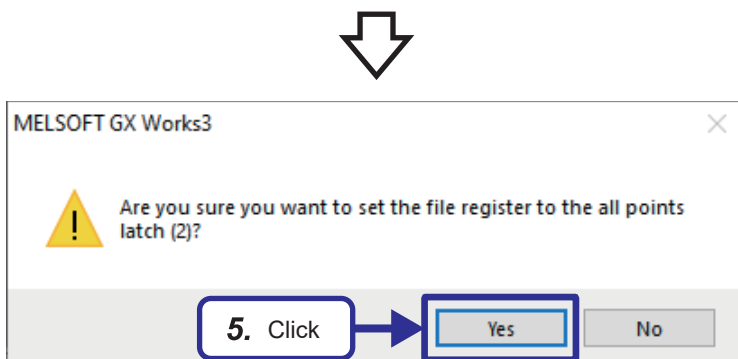 MELSOFT GX Works3
Are you sure you want to set the file register to the all points
latch (2)?
5. Click
Yes
No